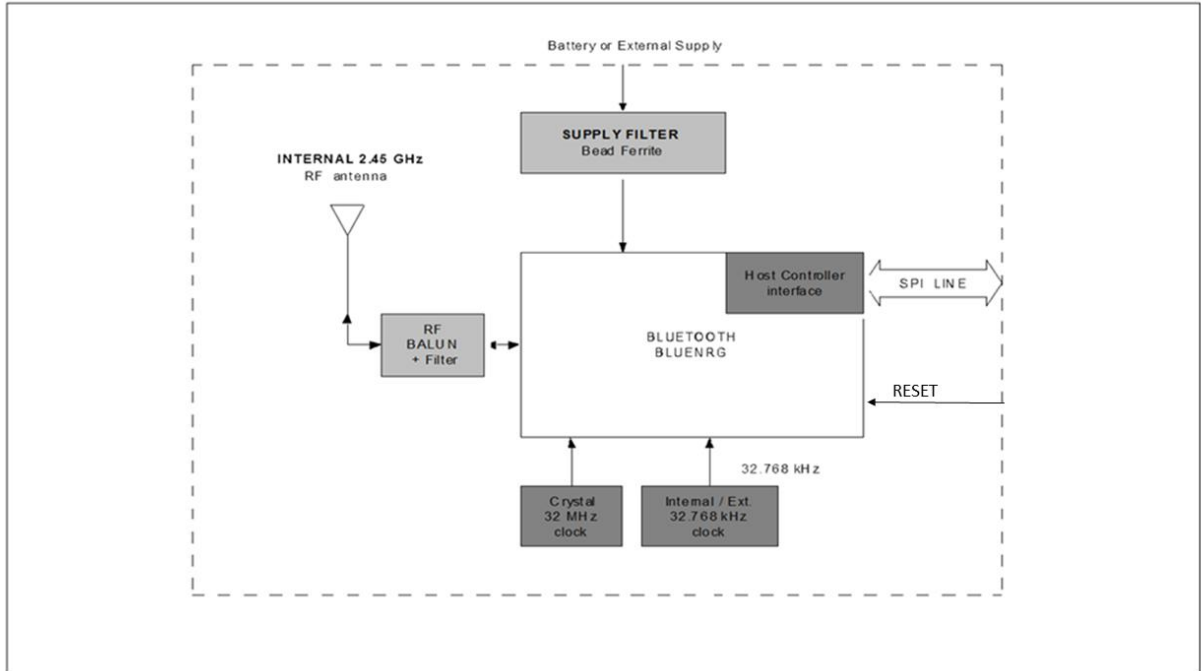 Battery or External Supply
SUPPLY FILTER
Bead Ferrite
INTERNAL 2.45 GHz
RF antenna
Host Controller
interface
SPI LINE
RF
BALUN
+ Filter
BLUETOOTH
BLUENRG
RESET
32.768 kHz
Crystal
32 MHz
clock
Internal / Ext.
32.768 kHz
clock